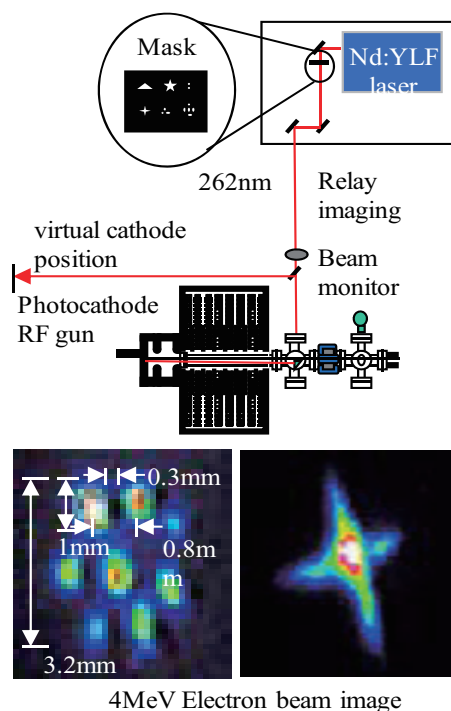 Mask
Nd:YLF
laser
262nm
Relay
imaging
virtual cathode
position
Beam
monitor
Photocathode
RF gun
0.3mm
1mm
0.8m
m
3.2mm
4MeV Electron beam image